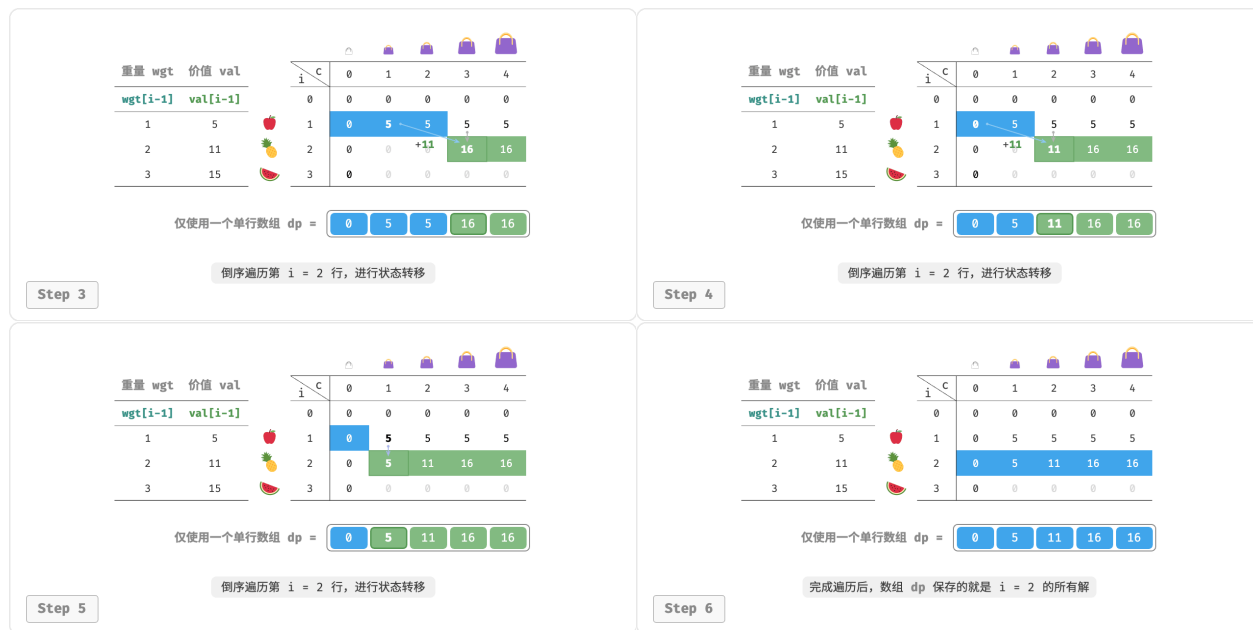 重量 wgt 价值 val
wgt[i-1] val[i-1]
1 5
2 11
3 15
i C 0 1 2 3 4
0 0 0 0 0 0
1 0 5 5 5 5
+11
2 0 0 0 16 16
3 0 0 0 0 0
仅使用一个单行数组 dp = 0 5 5 16 16
倒序遍历第 i = 2 行，进行状态转移
Step 3
重量 wgt 价值 val
wgt[i-1] val[i-1]
1 5
2 11
3 15
i C 0 1 2 3 4
0 0 0 0 0 0
1 0 5 5 5 5
+11
2 0 0 11 16 16
3 0 0 0 0 0
仅使用一个单行数组 dp = 0 5 11 16 16
倒序遍历第 i = 2 行，进行状态转移
Step 4
重量 wgt 价值 val
wgt[i-1] val[i-1]
1 5
2 11
3 15
i C 0 1 2 3 4
0 0 0 0 0 0
1 0 5 5 5 5
2 0 5 11 16 16
3 0 0 0 0 0
仅使用一个单行数组 dp = 0 5 11 16 16
倒序遍历第 i = 2 行，进行状态转移
Step 5
重量 wgt 价值 val
wgt[i-1] val[i-1]
1 5
2 11
3 15
i C 0 1 2 3 4
0 0 0 0 0 0
1 0 5 5 5 5
2 0 5 11 16 16
3 0 0 0 0 0
仅使用一个单行数组 dp = 0 5 11 16 16
完成遍历后，数组 dp 保存的就是 i = 2 的所有解
Step 6